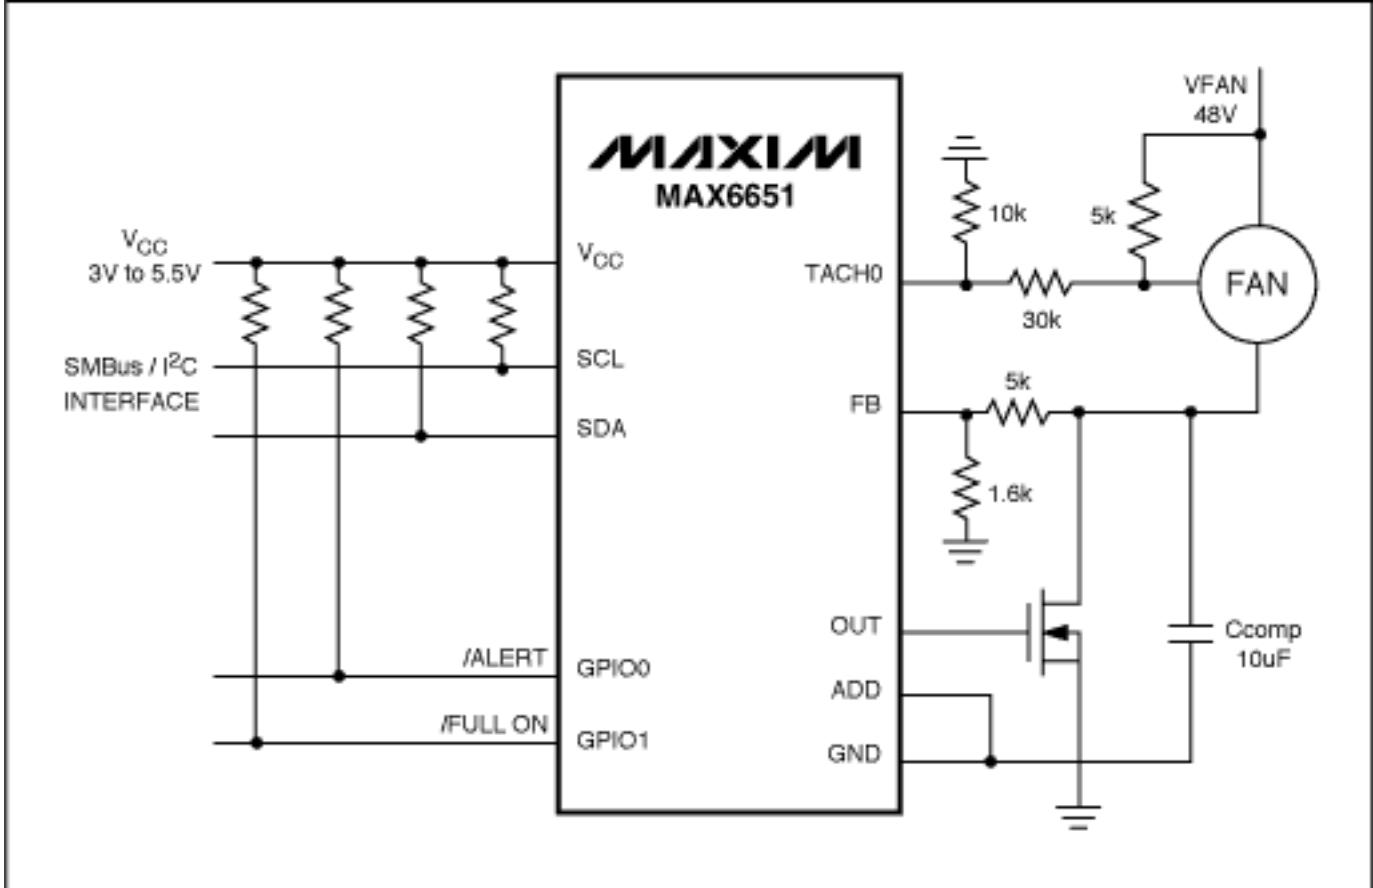 VFAN
48V
MAXIM
MAX6651
10k
5k
VCC
3V to 5.5V
VCC
TACH0
FAN
30k
SMBus / I²C
INTERFACE
SCL
5k
FB
SDA
1.6k
OUT
Ccomp
10uF
/ALERT
GPIO0
ADD
/FULL ON
GPIO1
GND